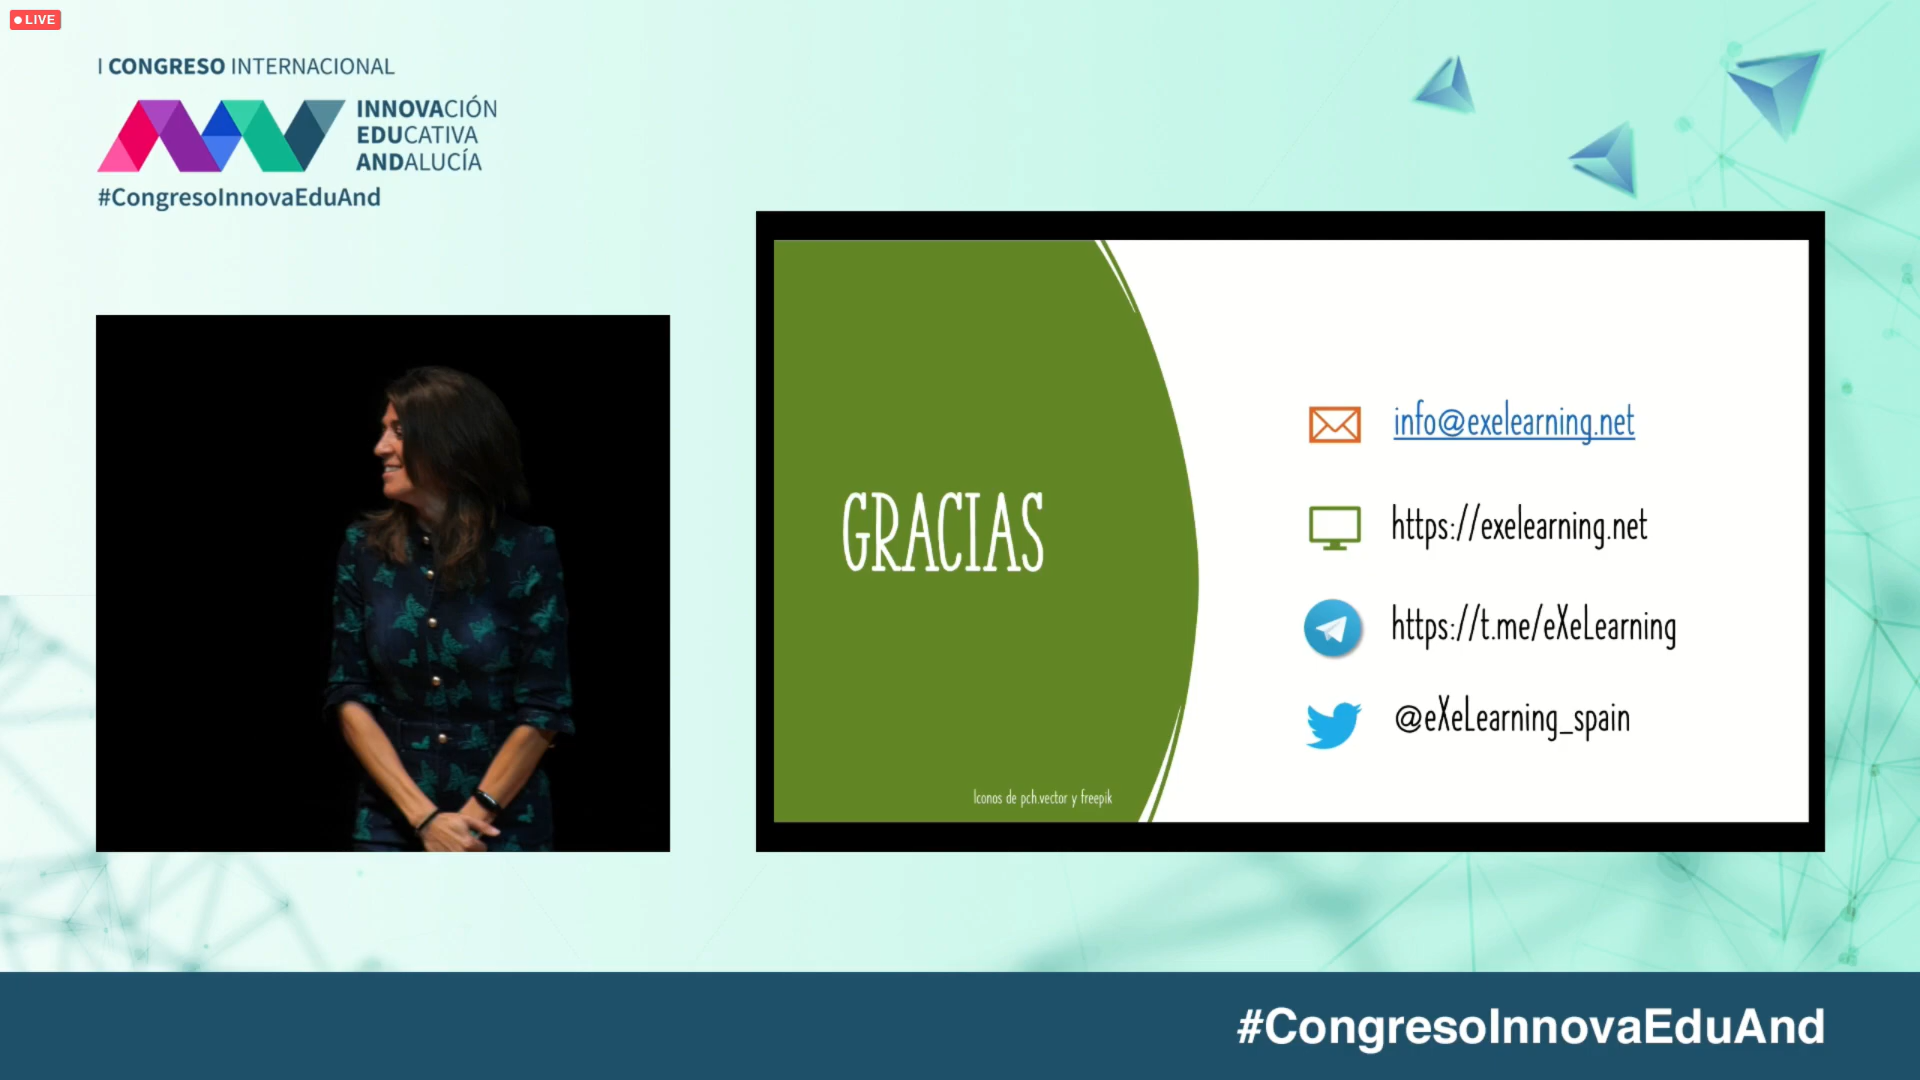 LIVE
I CONGRESO INTERNACIONAL
INNOVACIÓN
EDUCATIVA
ANDALUCÍA
#CongresoInnovaEduAnd
info@exelearning.net
https://exelearning.net
GRACIAS
https://t.me/eXeLearning
@eXeLearning_spain
Iconos de pch.vector y freepik
#CongresoInnovaEduAnd